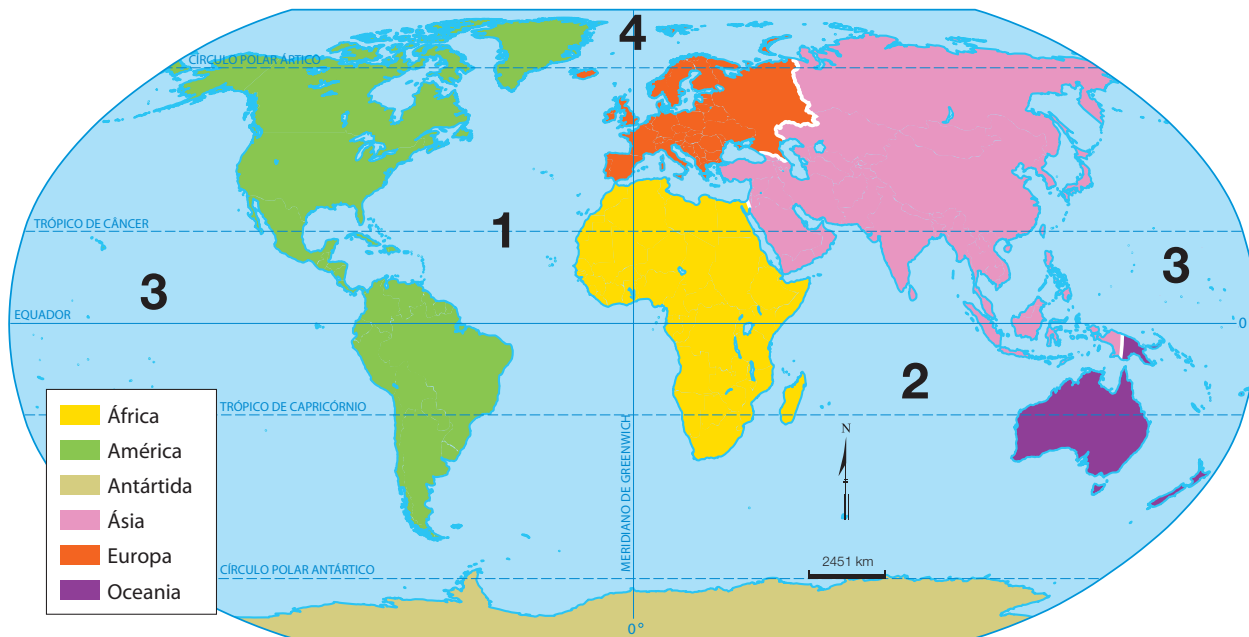 4
CÍRCULO POLAR ÁRTICO
TRÓPICO DE CÂNCER
1
3
3
EQUADOR
0
2
TRÓPICO DE CAPRICÓRNIO
MERIDIANO DE GREENWICH
N
CÍRCULO POLAR ANTÁRTICO
2451 km
0°
África
América
Antártida
Ásia
Europa
Oceania